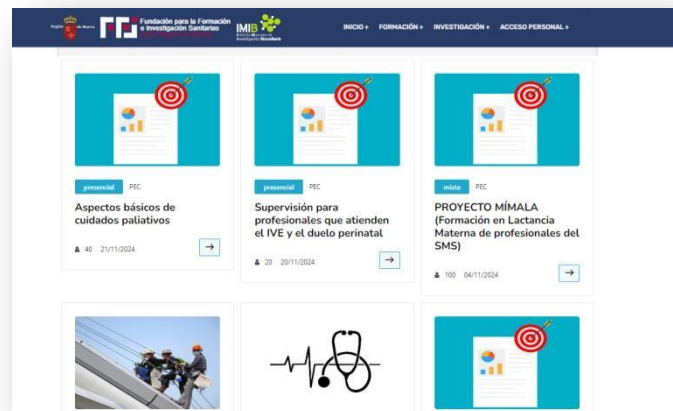 Fundación para la Formación
e Investigación Sanitarias
IMIB
INICIO + FORMACIÓN + INVESTIGACIÓN + ACCESO PERSONAL +
presencial PEC
Aspectos básicos de
cuidados paliativos
40 21/11/2024
presencial PEC
Supervisión para
profesionales que atienden
el IVE y el duelo perinatal
20 20/11/2024
mixta PEC
PROYECTO MÍMALA
(Formación en Lactancia
Materna de profesionales del
SMS)
100 04/11/2024